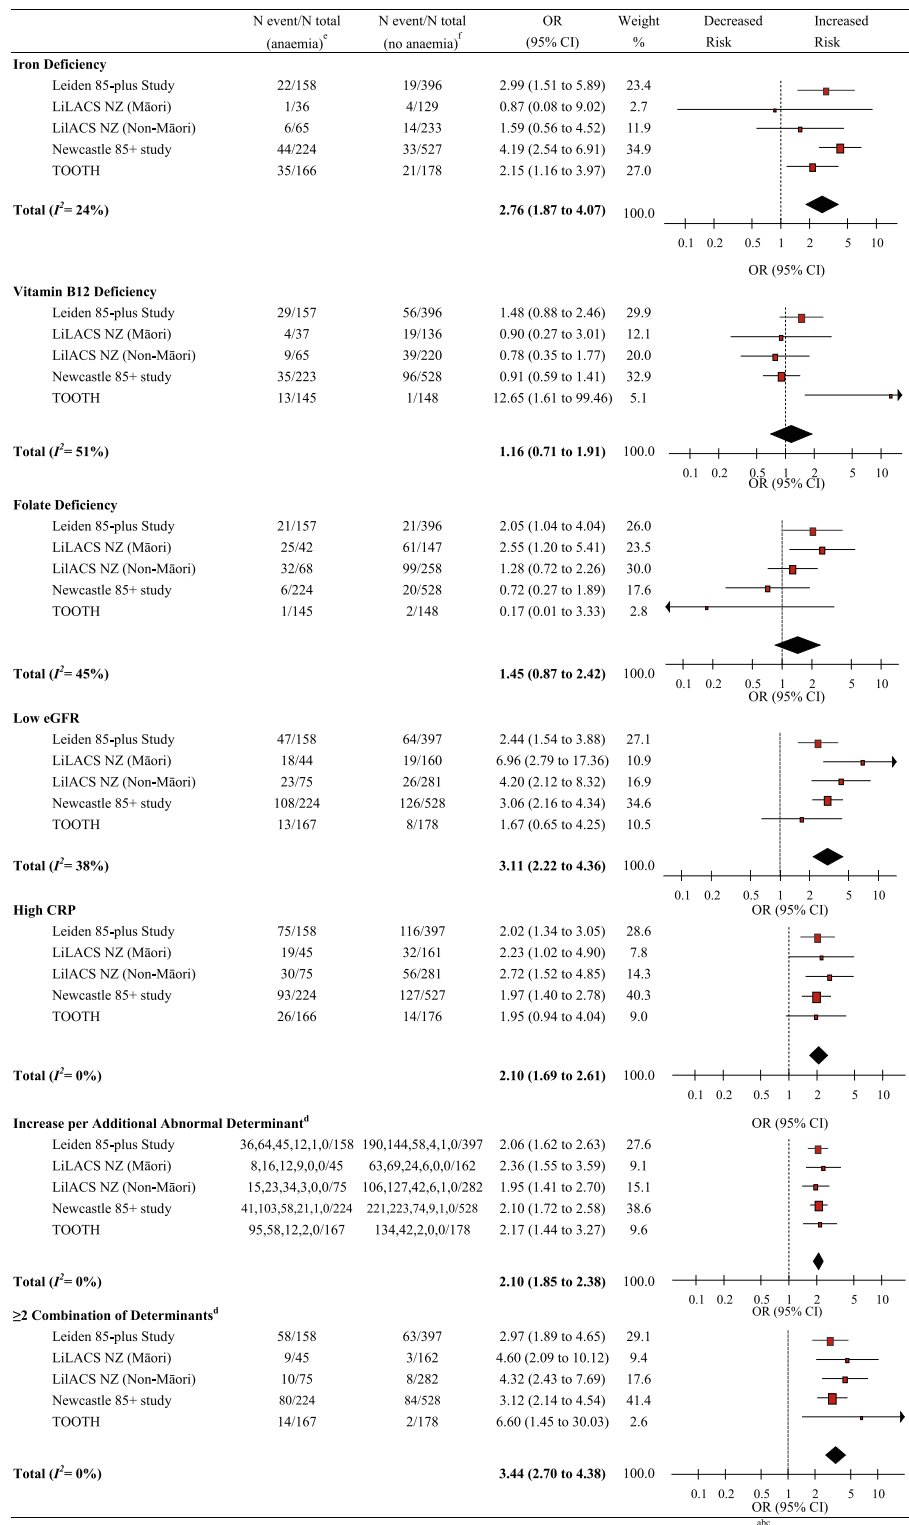 N event/N total N event/N total OR Weight Decreased Increased
(anaemia)e (no anaemia)f (95% CI) % Risk Risk
Iron Deficiency
Leiden 85-plus Study 22/158 19/396 2.99 (1.51 to 5.89) 23.4
LiLACS NZ (Māori) 1/36 4/129 0.87 (0.08 to 9.02) 2.7
LilACS NZ (Non-Māori) 6/65 14/233 1.59 (0.56 to 4.52) 11.9
Newcastle 85+ study 44/224 33/527 4.19 (2.54 to 6.91) 34.9
TOOTH 35/166 21/178 2.15 (1.16 to 3.97) 27.0
Total (I2= 24%) 2.76 (1.87 to 4.07) 100.0
0.1 0.2 0.5 1 2 5 10
OR (95% CI)
Vitamin B12 Deficiency
Leiden 85-plus Study 29/157 56/396 1.48 (0.88 to 2.46) 29.9
LiLACS NZ (Māori) 4/37 19/136 0.90 (0.27 to 3.01) 12.1
LilACS NZ (Non-Māori) 9/65 39/220 0.78 (0.35 to 1.77) 20.0
Newcastle 85+ study 35/223 96/528 0.91 (0.59 to 1.41) 32.9
TOOTH 13/145 1/148 12.65 (1.61 to 99.46) 5.1
Total (I2= 51%) 1.16 (0.71 to 1.91) 100.0
0.1 0.2 0.5 1 2 5 10
OR (95% CI)
Folate Deficiency
Leiden 85-plus Study 21/157 21/396 2.05 (1.04 to 4.04) 26.0
LiLACS NZ (Māori) 25/42 61/147 2.55 (1.20 to 5.41) 23.5
LilACS NZ (Non-Māori) 32/68 99/258 1.28 (0.72 to 2.26) 30.0
Newcastle 85+ study 6/224 20/528 0.72 (0.27 to 1.89) 17.6
TOOTH 1/145 2/148 0.17 (0.01 to 3.33) 2.8
Total (I2= 45%) 1.45 (0.87 to 2.42) 100.0
0.1 0.2 0.5 1 2 5 10
OR (95% CI)
Low eGFR
Leiden 85-plus Study 47/158 64/397 2.44 (1.54 to 3.88) 27.1
LiLACS NZ (Māori) 18/44 19/160 6.96 (2.79 to 17.36) 10.9
LilACS NZ (Non-Māori) 23/75 26/281 4.20 (2.12 to 8.32) 16.9
Newcastle 85+ study 108/224 126/528 3.06 (2.16 to 4.34) 34.6
TOOTH 13/167 8/178 1.67 (0.65 to 4.25) 10.5
Total (I2= 38%) 3.11 (2.22 to 4.36) 100.0
0.1 0.2 0.5 1 2 5 10
OR (95% CI)
High CRP
Leiden 85-plus Study 75/158 116/397 2.02 (1.34 to 3.05) 28.6
LiLACS NZ (Māori) 19/45 32/161 2.23 (1.02 to 4.90) 7.8
LilACS NZ (Non-Māori) 30/75 56/281 2.72 (1.52 to 4.85) 14.3
Newcastle 85+ study 93/224 127/527 1.97 (1.40 to 2.78) 40.3
TOOTH 26/166 14/176 1.95 (0.94 to 4.04) 9.0
Total (I2= 0%) 2.10 (1.69 to 2.61) 100.0
0.1 0.2 0.5 1 2 5 10
OR (95% CI)
Increase per Additional Abnormal Determinantd
Leiden 85-plus Study 36,64,45,12,1,0/158 190,144,58,4,1,0/397 2.06 (1.62 to 2.63) 27.6
LiLACS NZ (Māori) 8,16,12,9,0,0/45 63,69,24,6,0,0/162 2.36 (1.55 to 3.59) 9.1
LilACS NZ (Non-Māori) 15,23,34,3,0,0/75 106,127,42,6,1,0/282 1.95 (1.41 to 2.70) 15.1
Newcastle 85+ study 41,103,58,21,1,0/224 221,223,74,9,1,0/528 2.10 (1.72 to 2.58) 38.6
TOOTH 95,58,12,2,0/167 134,42,2,0,0/178 2.17 (1.44 to 3.27) 9.6
Total (I2= 0%) 2.10 (1.85 to 2.38) 100.0
0.1 0.2 0.5 1 2 5 10
OR (95% CI)
≥2 Combination of Determinantsd
Leiden 85-plus Study 58/158 63/397 2.97 (1.89 to 4.65) 29.1
LiLACS NZ (Māori) 9/45 3/162 4.60 (2.09 to 10.12) 9.4
LilACS NZ (Non-Māori) 10/75 8/282 4.32 (2.43 to 7.69) 17.6
Newcastle 85+ study 80/224 84/528 3.12 (2.14 to 4.54) 41.4
TOOTH 14/167 2/178 6.60 (1.45 to 30.03) 2.6
Total (I2= 0%) 3.44 (2.70 to 4.38) 100.0
0.1 0.2 0.5 1 2 5 10
OR (95% CI)
abc